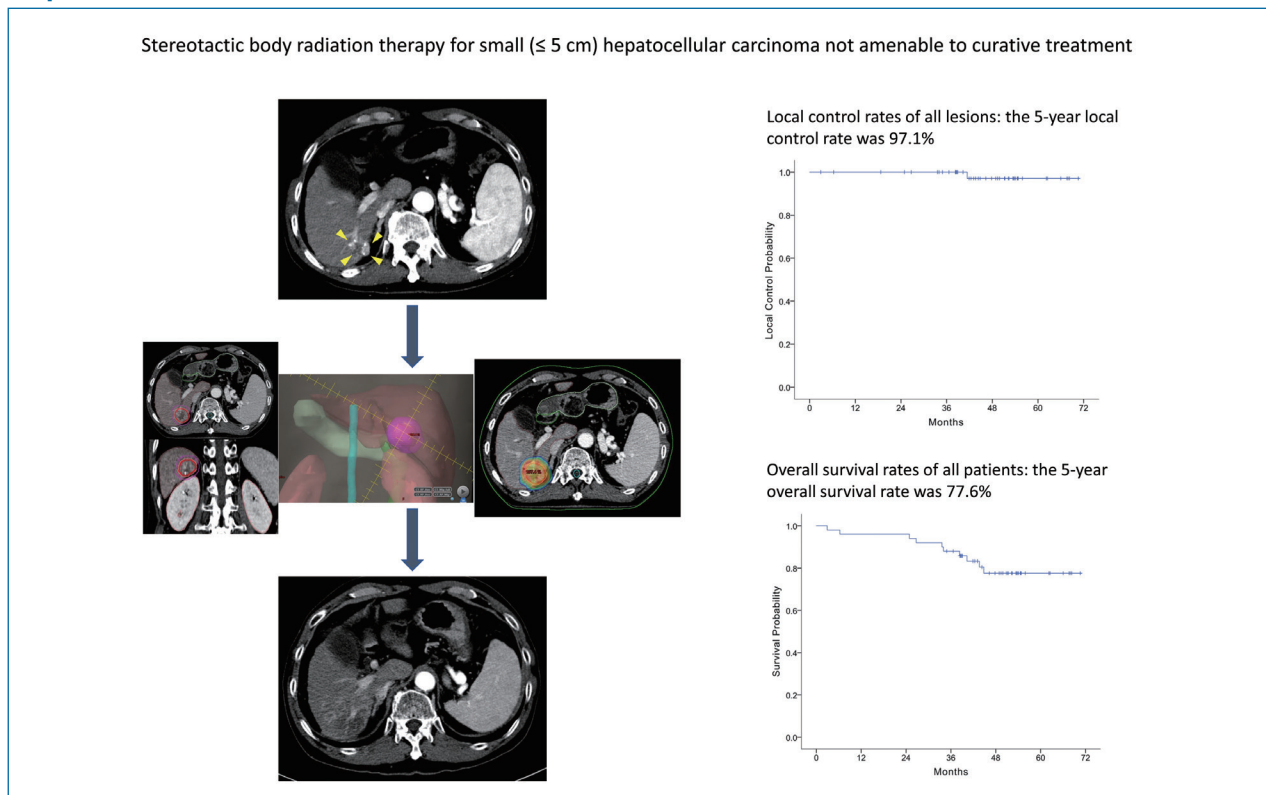 Stereotactic body radiation therapy for small (≤ 5 cm) hepatocellular carcinoma not amenable to curative treatment
Local control rates of all lesions: the 5-year local
control rate was 97.1%
Local Control Probability
1.0
0.8
0.6
0.4
0.2
0.0
0 12 24 36 48 60 72
Months
Overall survival rates of all patients: the 5-year
overall survival rate was 77.6%
Survival Probability
1.0
0.8
0.6
0.4
0.2
0.0
0 12 24 36 48 60 72
Months